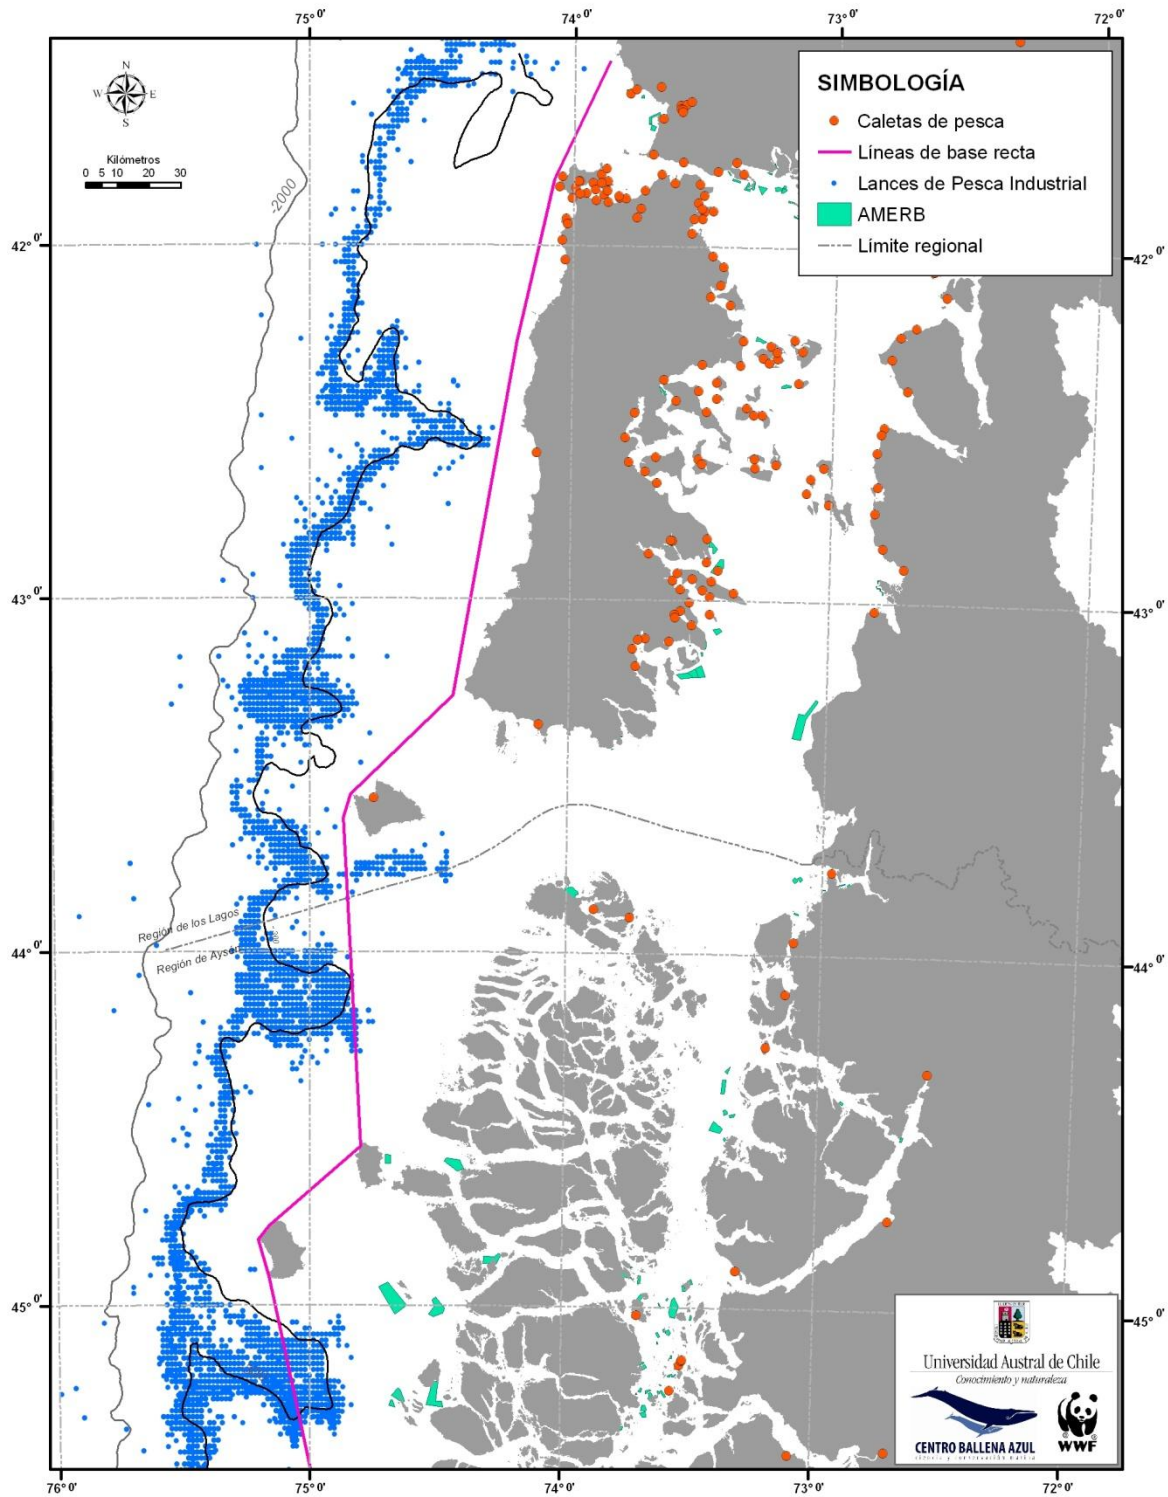 75° 0' 74° 0' 73° 0' 72° 0'
N
W E
S
Kilómetros
0 5 10 20 30
SIMBOLOGÍA
Caletas de pesca
Líneas de base recta
Lances de Pesca Industrial
AMERB
Límite regional
-2000
42° 0' 42° 0'
43° 0' 43° 0'
Región de los Lagos
Región de Aysén
44° 0' 44° 0'
45° 0' 45° 0'
Universidad Austral de Chile
Conocimiento y naturaleza
CENTRO BALLENA AZUL
ciencia y conservación marina
WWF
76° 0' 75° 0' 74° 0' 73° 0' 72° 0'